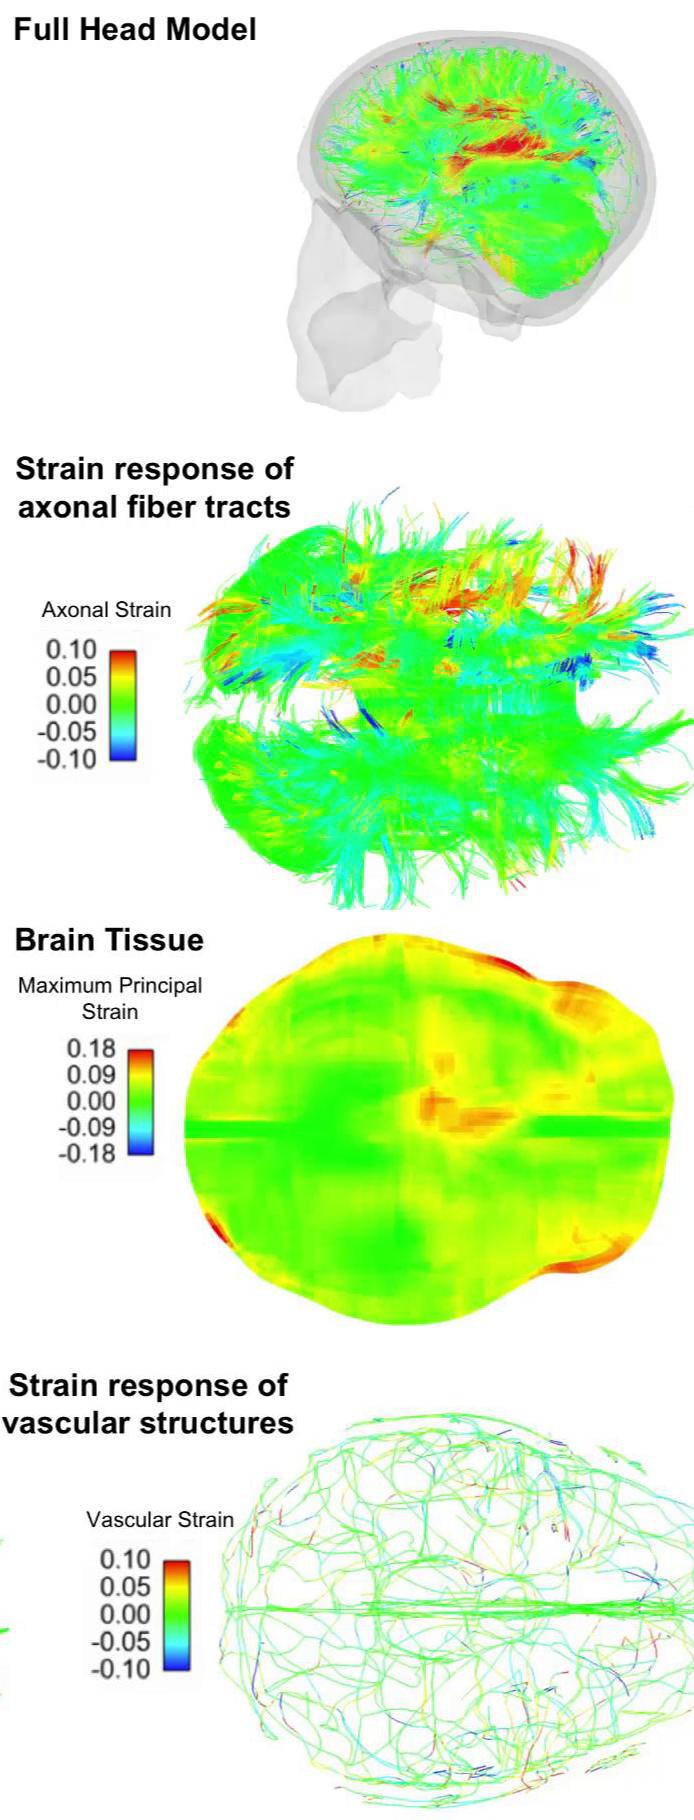 Full Head Model
Strain response of
axonal fiber tracts
Axonal Strain
0.10
0.05
0.00
-0.05
-0.10
Brain Tissue
Maximum Principal
Strain
0.18
0.09
0.00
-0.09
-0.18
Strain response of
vascular structures
Vascular Strain
0.10
0.05
0.00
-0.05
-0.10